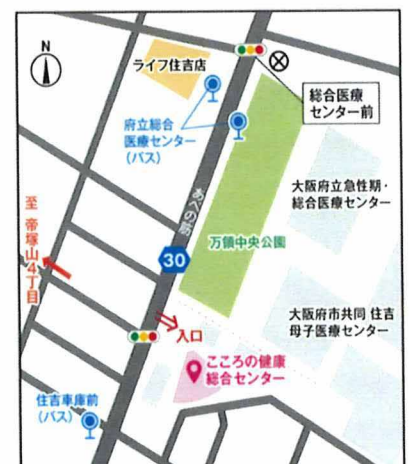 N
ライフ住吉店
総合医療
センター前
府立総合
医療センター
(バス)
あべの筋
大阪府立急性期・
総合医療センター
至 帝塚山4丁目
万領中央公園
30
大阪府市共同 住吉
母子医療センター
入口
こころの健康
総合センター
住吉車庫前
(バス)